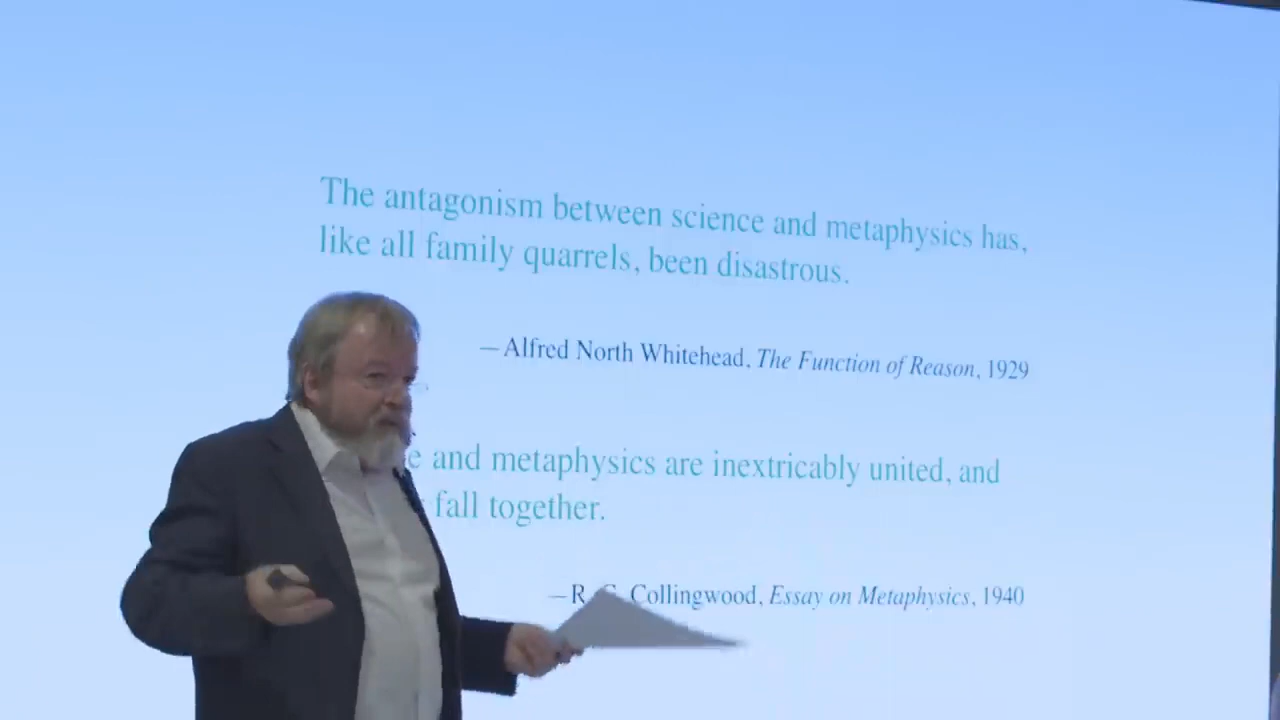 The antagonism between science and metaphysics has,
like all family quarrels, been disastrous.
—Alfred North Whitehead, The Function of Reason, 1929
and metaphysics are inextricably united, and
fall together.
—R. G. Collingwood, Essay on Metaphysics, 1940